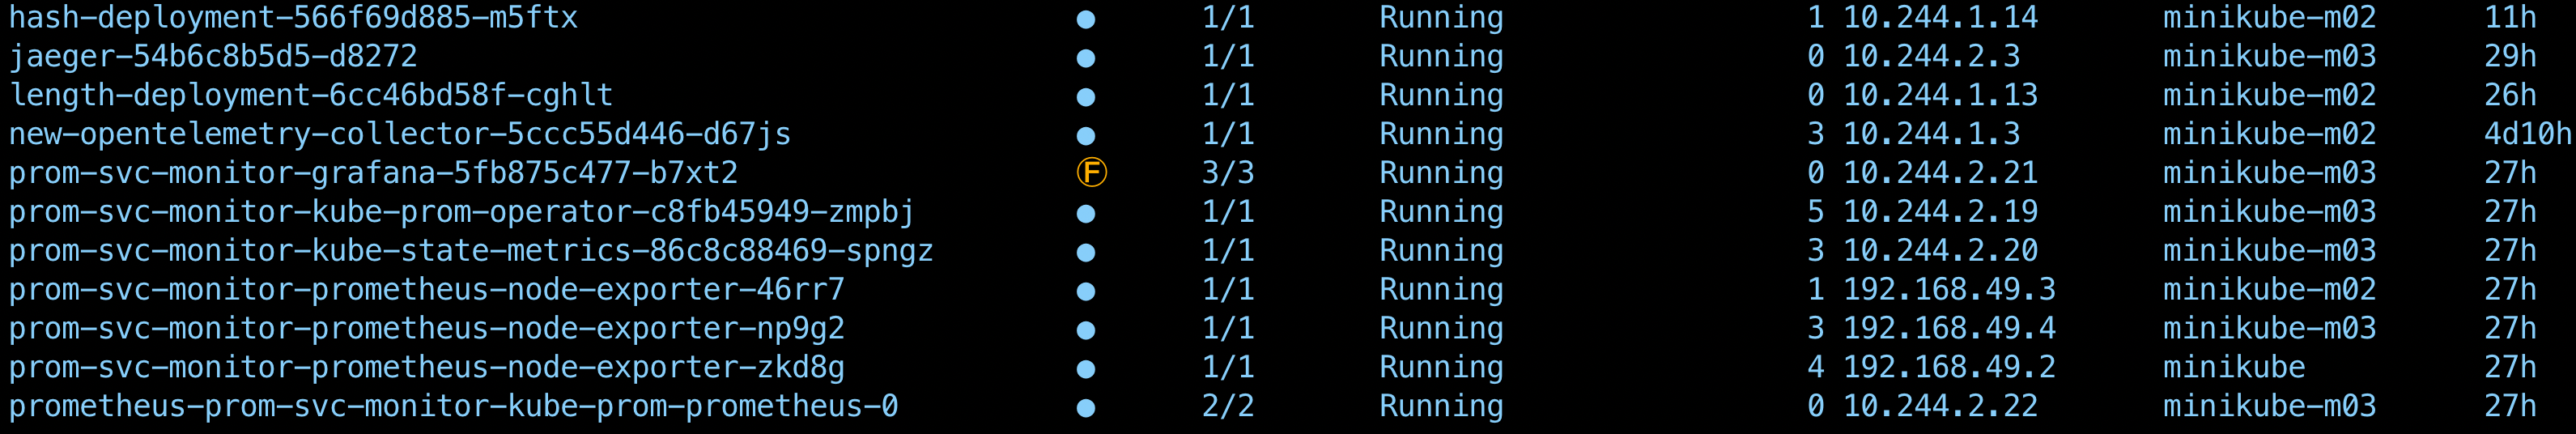 hash-deployment-566f69d885-m5ftx ● 1/1 Running 1 10.244.1.14 minikube-m02 11h
jaeger-54b6c8b5d5-d8272 ● 1/1 Running 0 10.244.2.3 minikube-m03 29h
length-deployment-6cc46bd58f-cghlt ● 1/1 Running 0 10.244.1.13 minikube-m02 26h
new-opentelemetry-collector-5ccc55d446-d67js ● 1/1 Running 3 10.244.1.3 minikube-m02 4d10h
prom-svc-monitor-grafana-5fb875c477-b7xt2 Ⓕ 3/3 Running 0 10.244.2.21 minikube-m03 27h
prom-svc-monitor-kube-prom-operator-c8fb45949-zmpbj ● 1/1 Running 5 10.244.2.19 minikube-m03 27h
prom-svc-monitor-kube-state-metrics-86c8c88469-spngz ● 1/1 Running 3 10.244.2.20 minikube-m03 27h
prom-svc-monitor-prometheus-node-exporter-46rr7 ● 1/1 Running 1 192.168.49.3 minikube-m02 27h
prom-svc-monitor-prometheus-node-exporter-np9g2 ● 1/1 Running 3 192.168.49.4 minikube-m03 27h
prom-svc-monitor-prometheus-node-exporter-zkd8g ● 1/1 Running 4 192.168.49.2 minikube 27h
prometheus-prom-svc-monitor-kube-prom-prometheus-0 ● 2/2 Running 0 10.244.2.22 minikube-m03 27h